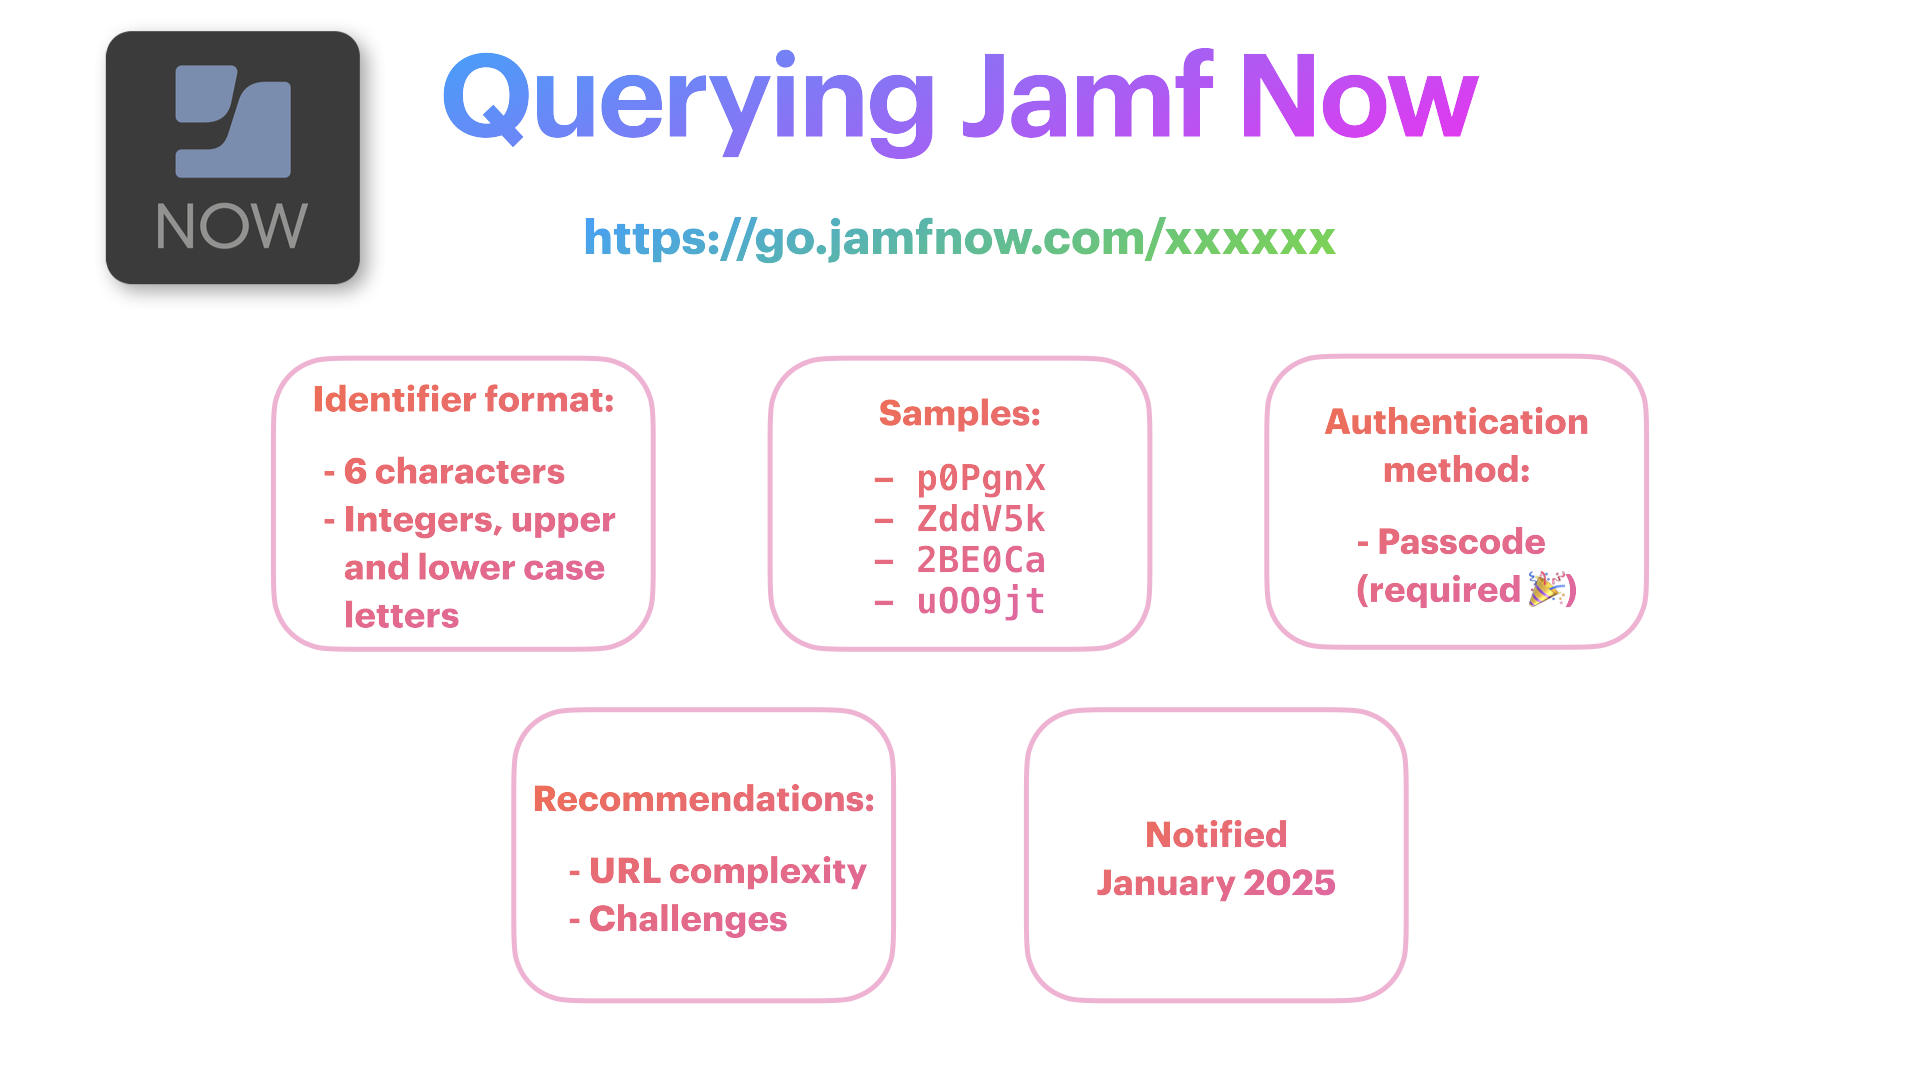 NOW
Querying Jamf Now
https://go.jamfnow.com/xxxxxx
Identifier format:
- 6 characters
- Integers, upper
and lower case
letters
Samples:
– p0PgnX
– ZddV5k
– 2BE0Ca
– uOO9jt
Authentication
method:
- Passcode
(required 🎉)
Recommendations:
- URL complexity
- Challenges
Notified
January 2025